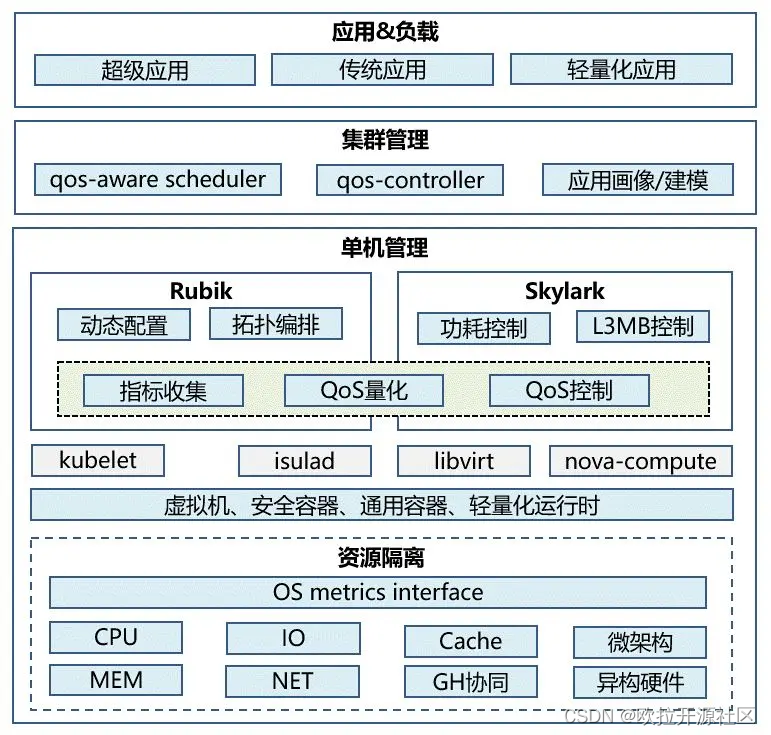 应用&负载
超级应用 传统应用 轻量化应用
集群管理
qos-aware scheduler qos-controller 应用画像/建模
单机管理
Rubik Skylark
动态配置 拓扑编排 功耗控制 L3MB控制
指标收集 QoS量化 QoS控制
kubelet isulad libvirt nova-compute
虚拟机、安全容器、通用容器、轻量化运行时
资源隔离
OS metrics interface
CPU IO Cache 微架构
MEM NET GH协同 异构硬件
CSDN @欧拉开源社区